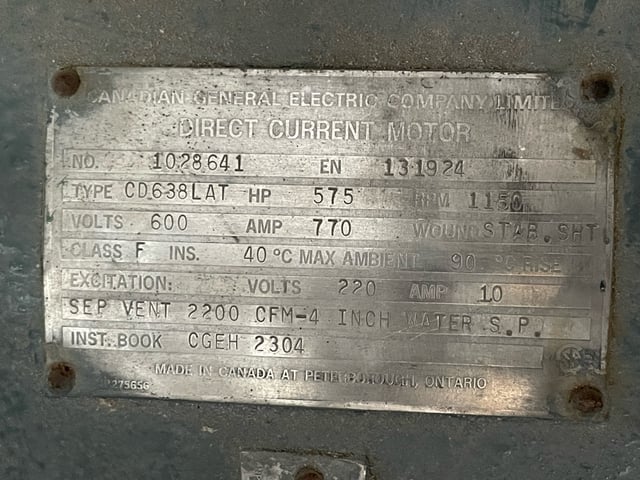 CANADIAN GENERAL ELECTRIC COMPANY LIMITED
DIRECT CURRENT MOTOR
NO. 1028641 EN 131924
TYPE CD638LAT HP 575 RPM 1150
VOLTS 600 AMP 770 WOUND STAB. SHT
CLASS F INS. 40 °C MAX AMBIENT 90 °C RISE
EXCITATION: VOLTS 220 AMP 10
SEP VENT 2200 CFM-4 INCH WATER S.P.
INST. BOOK CGEH 2304
MADE IN CANADA AT PETERBOROUGH, ONTARIO